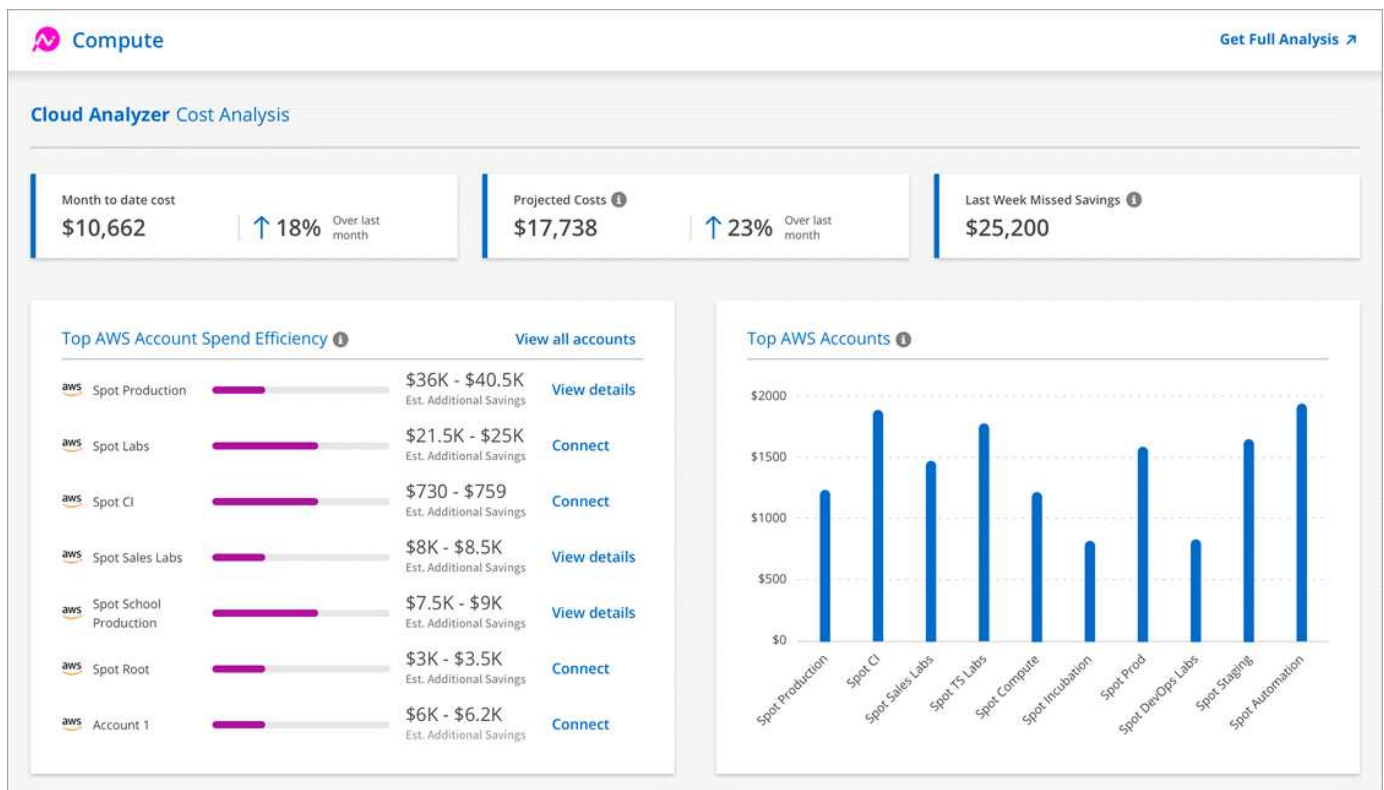 Compute
Get Full Analysis ↗
Cloud Analyzer Cost Analysis
Month to date cost
$10,662
↑ 18%
Over last
month
Projected Costs
$17,738
↑ 23%
Over last
month
Last Week Missed Savings
$25,200
Top AWS Account Spend Efficiency
View all accounts
aws Spot Production
$36K - $40.5K
Est. Additional Savings
View details
aws Spot Labs
$21.5K - $25K
Est. Additional Savings
Connect
aws Spot CI
$730 - $759
Est. Additional Savings
Connect
aws Spot Sales Labs
$8K - $8.5K
Est. Additional Savings
View details
aws Spot School
Production
$7.5K - $9K
Est. Additional Savings
View details
aws Spot Root
$3K - $3.5K
Est. Additional Savings
Connect
aws Account 1
$6K - $6.2K
Est. Additional Savings
Connect
Top AWS Accounts
$2000
$1500
$1000
$500
$0
Spot Production
Spot CI
Spot Sales Labs
Spot TS Labs
Spot Compute
Spot Incubation
Spot Prod
Spot DevOps Labs
Spot Staging
Spot Automation